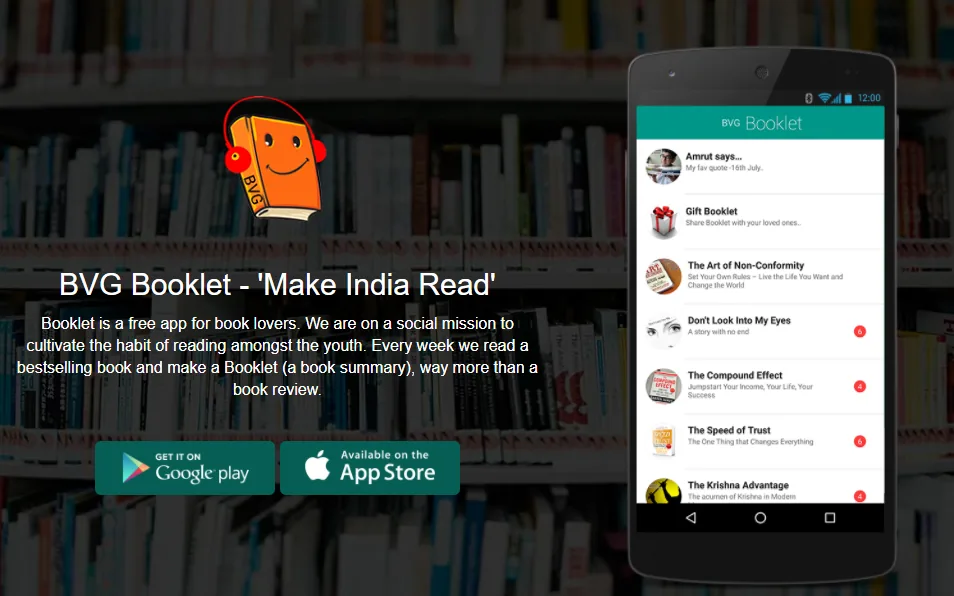 BVG
BVG Booklet - 'Make India Read'
Booklet is a free app for book lovers. We are on a social mission to
cultivate the habit of reading amongst the youth. Every week we read a
bestselling book and make a Booklet (a book summary), way more than a
book review.
GET IT ON
Google play
Available on the
App Store
12:00
BVG Booklet
Amrut says...
My fav quote -16th July..
Gift Booklet
Share Booklet with your loved ones..
The Art of Non-Conformity
Set Your Own Rules – Live the Life You Want and
Change the World
Don't Look Into My Eyes
A story with no end
6
The Compound Effect
Jumpstart Your Income, Your Life, Your
Success
4
COMPOUND
EFFECT
The Speed of Trust
The One Thing that Changes Everything
6
The Krishna Advantage
The acumen of Krishna in Modern
4